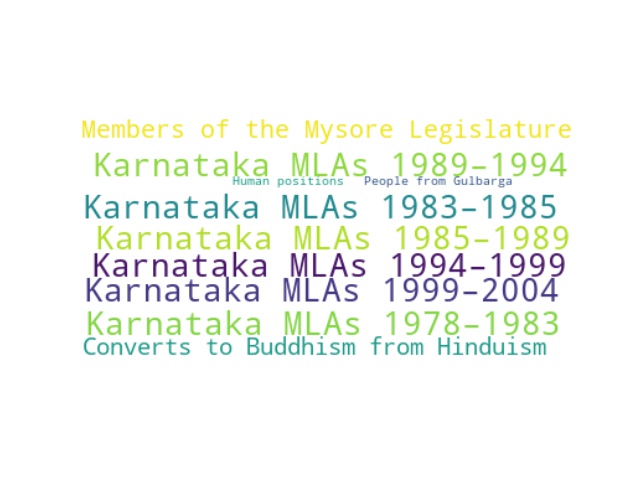 Members of the Mysore Legislature
Karnataka MLAs 1989–1994
Human positions People from Gulbarga
Karnataka MLAs 1983–1985
Karnataka MLAs 1985–1989
Karnataka MLAs 1994–1999
Karnataka MLAs 1999–2004
Karnataka MLAs 1978–1983
Converts to Buddhism from Hinduism